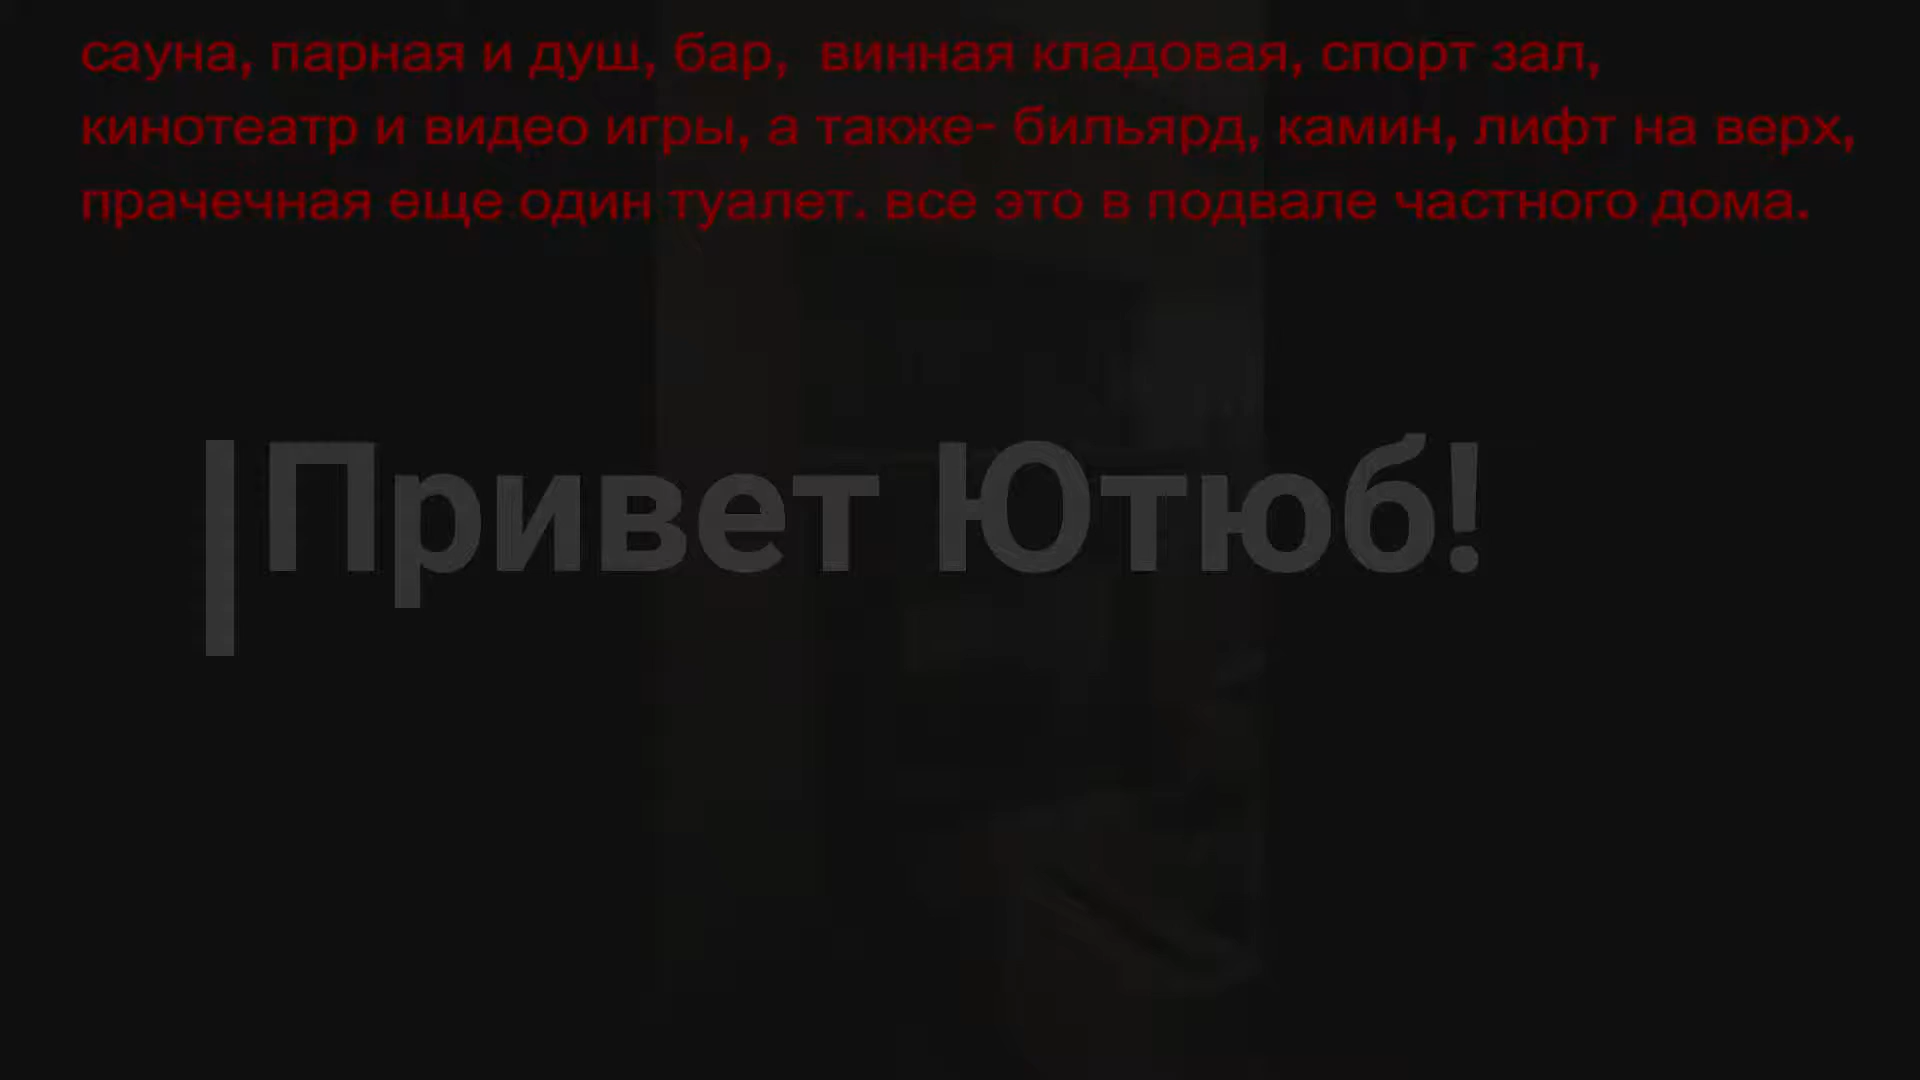 сауна, парная и душ, бар,  винная кладовая, спорт зал,
кинотеатр и видео игры, а также- бильярд, камин, лифт на верх,
прачечная еще один туалет. все это в подвале частного дома.
Привет Ютюб!